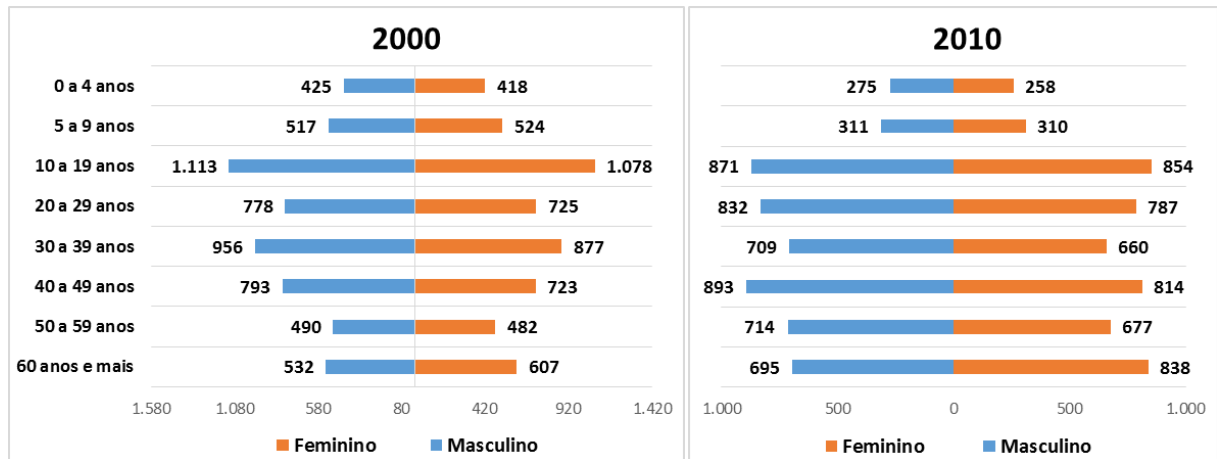 2000
0 a 4 anos 425 418
5 a 9 anos 517 524
10 a 19 anos 1.113 1.078
20 a 29 anos 778 725
30 a 39 anos 956 877
40 a 49 anos 793 723
50 a 59 anos 490 482
60 anos e mais 532 607
1.580 1.080 580 80 420 920 1.420
Feminino Masculino
2010
275 258
311 310
871 854
832 787
709 660
893 814
714 677
695 838
1.000 500 0 500 1.000
Feminino Masculino